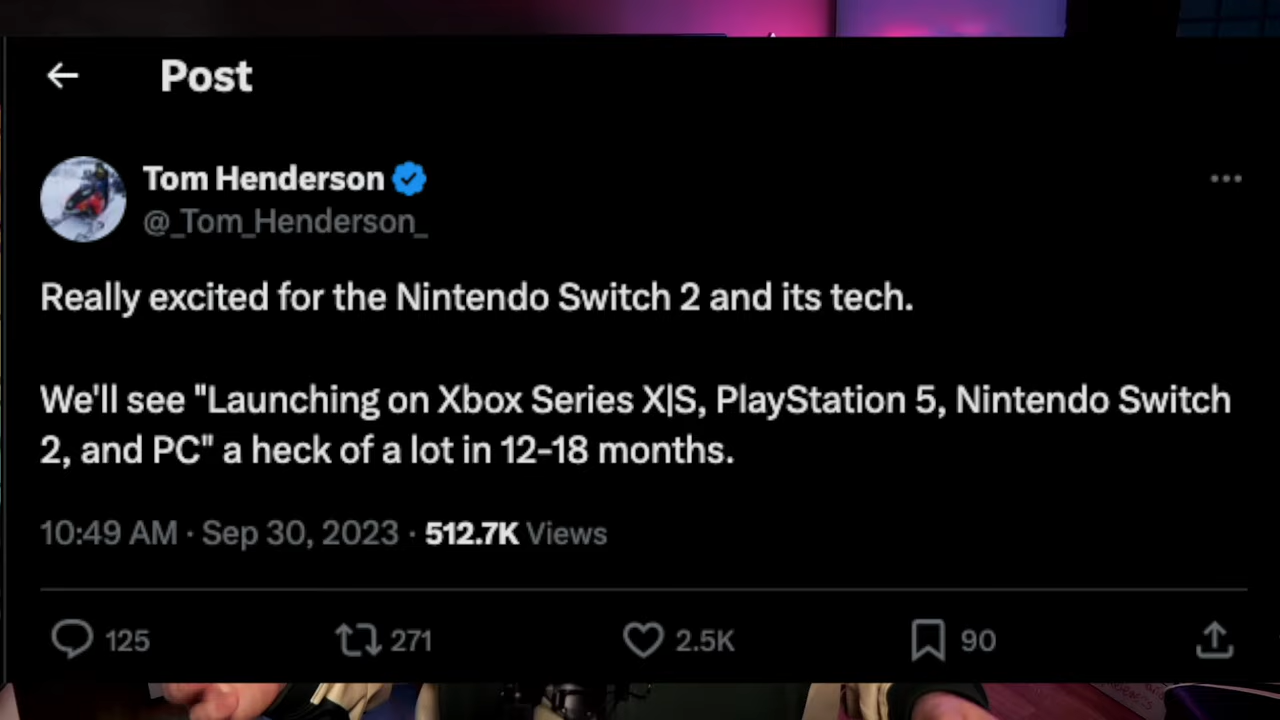 Post
Tom Henderson
@_Tom_Henderson_
Really excited for the Nintendo Switch 2 and its tech.
We'll see "Launching on Xbox Series X|S, PlayStation 5, Nintendo Switch
2, and PC" a heck of a lot in 12-18 months.
10:49 AM · Sep 30, 2023 · 512.7K Views
125 271 2.5K 90